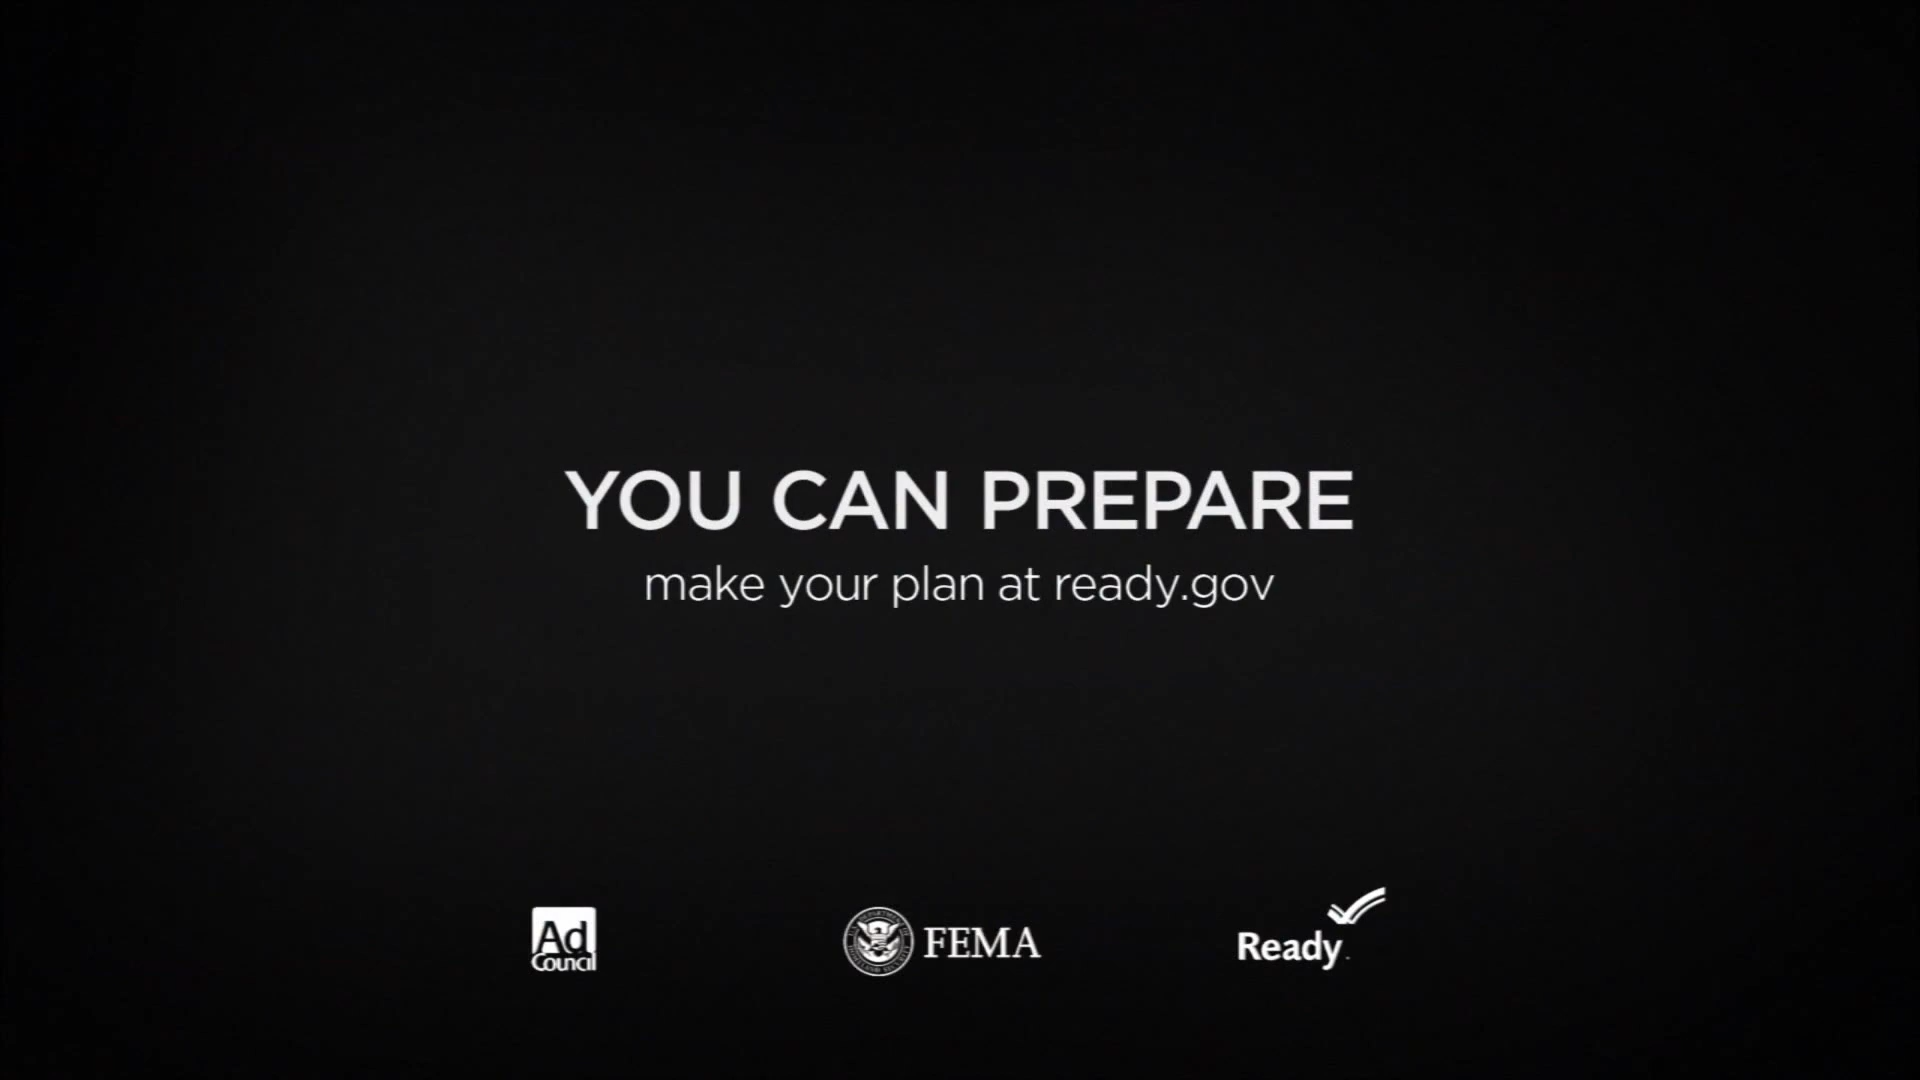 YOU CAN PREPARE
make your plan at ready.gov
Ad
Council
FEMA
Ready